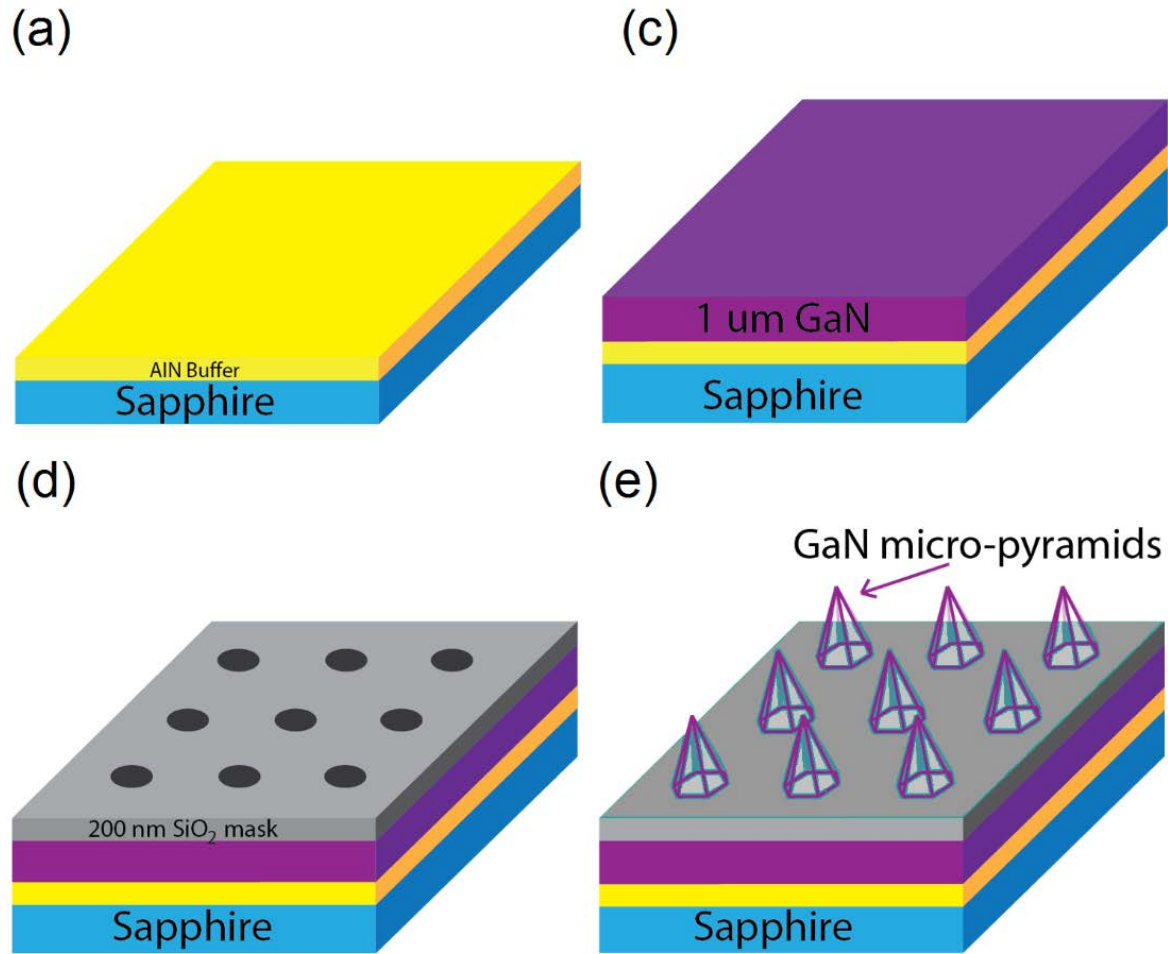 (a)
AlN Buffer
Sapphire
(c)
1 um GaN
Sapphire
(d)
200 nm SiO₂ mask
Sapphire
(e)
GaN micro-pyramids
Sapphire